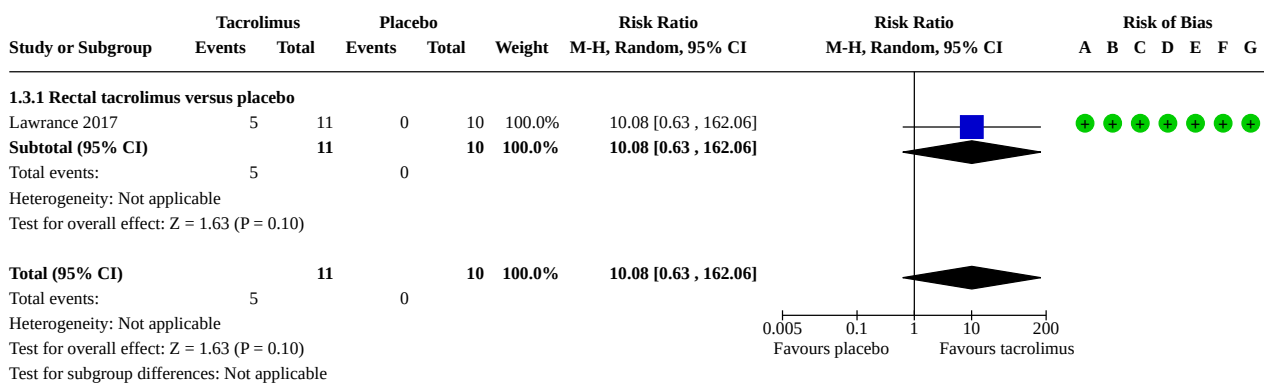 Tacrolimus Placebo Risk Ratio Risk Ratio Risk of Bias
Study or Subgroup Events Total Events Total Weight M-H, Random, 95% CI M-H, Random, 95% CI A B C D E F G
1.3.1 Rectal tacrolimus versus placebo
Lawrance 2017 5 11 0 10 100.0% 10.08 [0.63 , 162.06] + + + + + + +
Subtotal (95% CI) 11 10 100.0% 10.08 [0.63 , 162.06]
Total events: 5 0
Heterogeneity: Not applicable
Test for overall effect: Z = 1.63 (P = 0.10)
Total (95% CI) 11 10 100.0% 10.08 [0.63 , 162.06]
Total events: 5 0
Heterogeneity: Not applicable
0.005 0.1 1 10 200
Test for overall effect: Z = 1.63 (P = 0.10) Favours placebo Favours tacrolimus
Test for subgroup differences: Not applicable